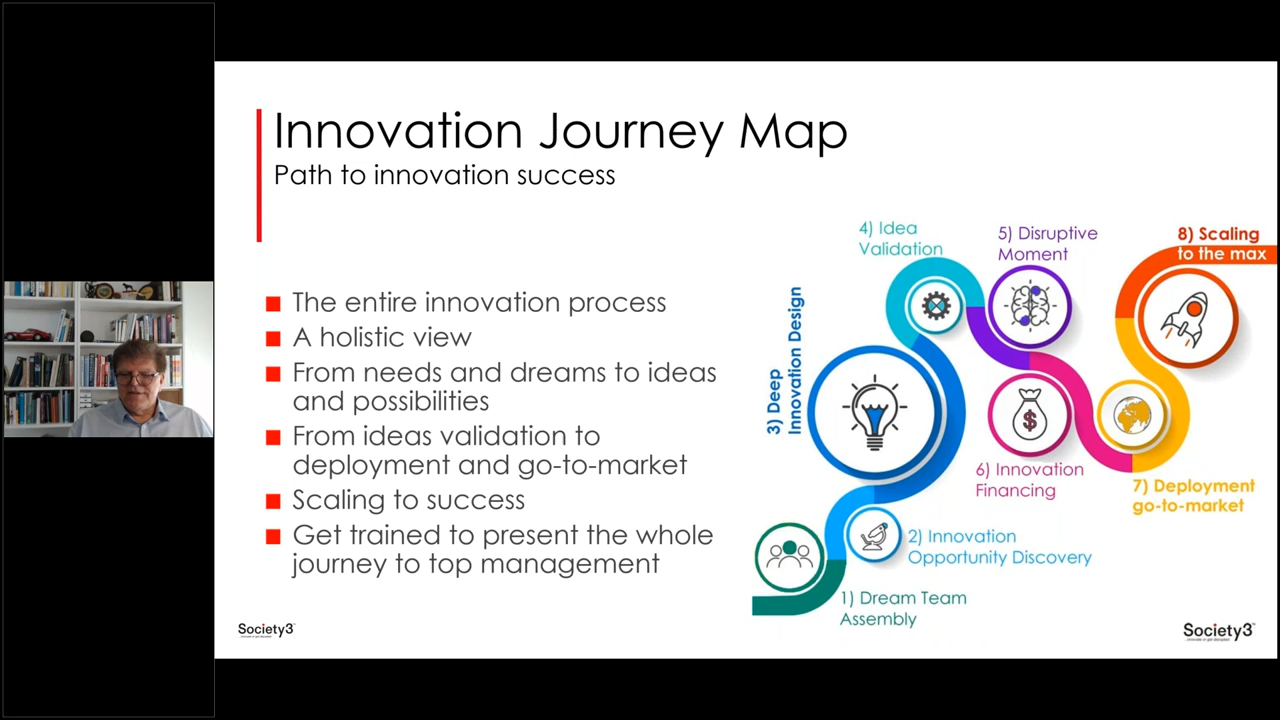 Innovation Journey Map
Path to innovation success
The entire innovation process
A holistic view
From needs and dreams to ideas
and possibilities
From ideas validation to
deployment and go-to-market
Scaling to success
Get trained to present the whole
journey to top management
1) Dream Team
Assembly
2) Innovation
Opportunity Discovery
3) Deep
Innovation Design
4) Idea
Validation
5) Disruptive
Moment
6) Innovation
Financing
7) Deployment
go-to-market
8) Scaling
to the max
$
Society3
Society3